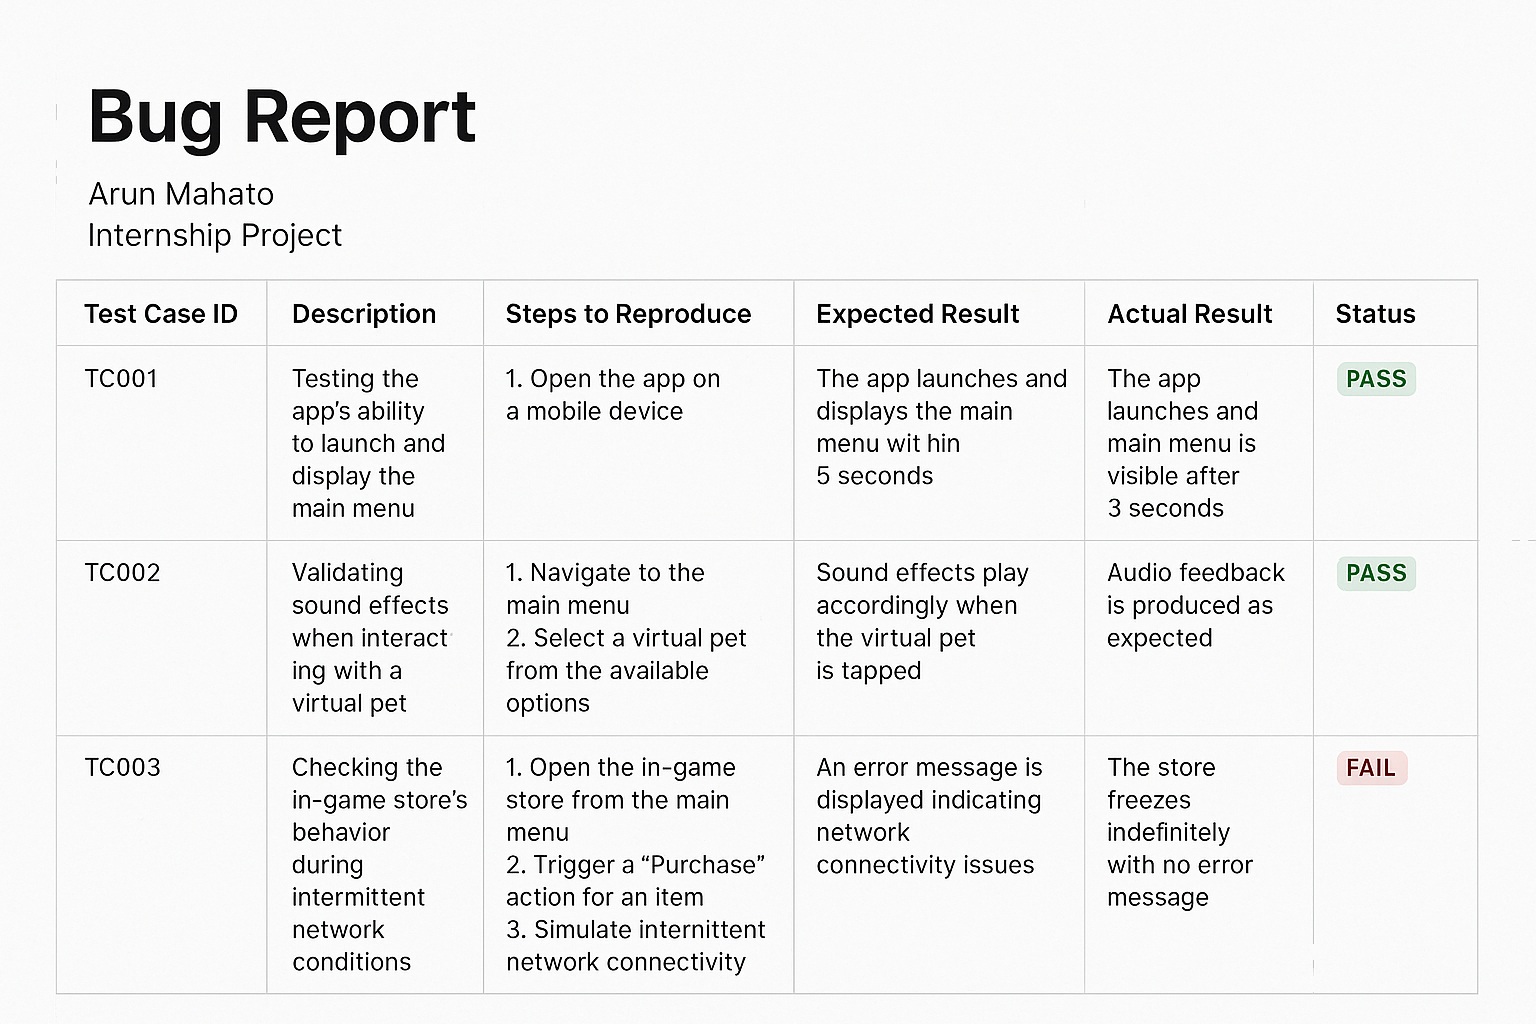 Bug Report
Arun Mahato
Internship Project
Test Case ID
Description
Steps to Reproduce
Expected Result
Actual Result
Status
TC001
Testing the
app's ability
to launch and
display the
main menu
1. Open the app on
a mobile device
The app launches and
displays the main
menu wit hin
5 seconds
The app
launches and
main menu is
visible after
3 seconds
PASS
TC002
Validating
sound effects
when interact
ing with a
virtual pet
1. Navigate to the
main menu
2. Select a virtual pet
from the available
options
Sound effects play
accordingly when
the virtual pet
is tapped
Audio feedback
is produced as
expected
PASS
TC003
Checking the
in-game store's
behavior
during
intermittent
network
conditions
1. Open the in-game
store from the main
menu
2. Trigger a “Purchase”
action for an item
3. Simulate internittent
network connectivity
An error message is
displayed indicating
network
connectivity issues
The store
freezes
indefinitely
with no error
message
FAIL